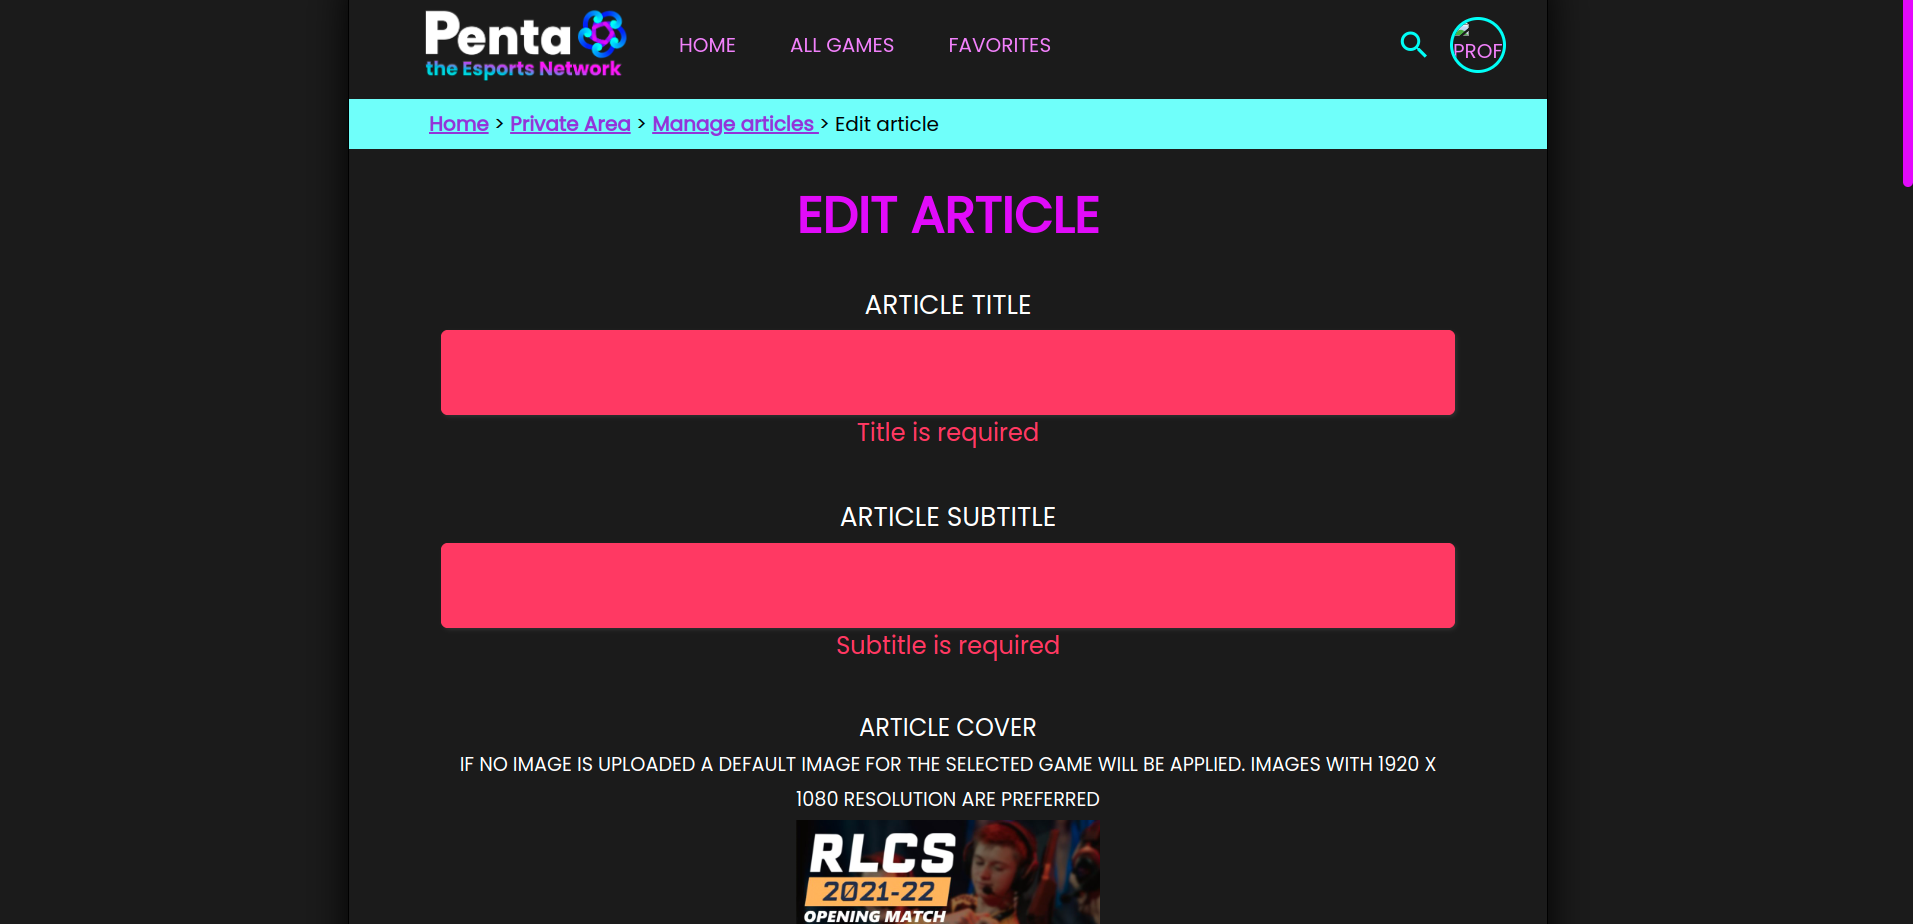 Penta
the Esports Network
HOME
ALL GAMES
FAVORITES
PROF
Home > Private Area > Manage articles > Edit article
EDIT ARTICLE
ARTICLE TITLE
Title is required
ARTICLE SUBTITLE
Subtitle is required
ARTICLE COVER
IF NO IMAGE IS UPLOADED A DEFAULT IMAGE FOR THE SELECTED GAME WILL BE APPLIED. IMAGES WITH 1920 X
1080 RESOLUTION ARE PREFERRED
RLCS
2021-22
OPENING MATCH